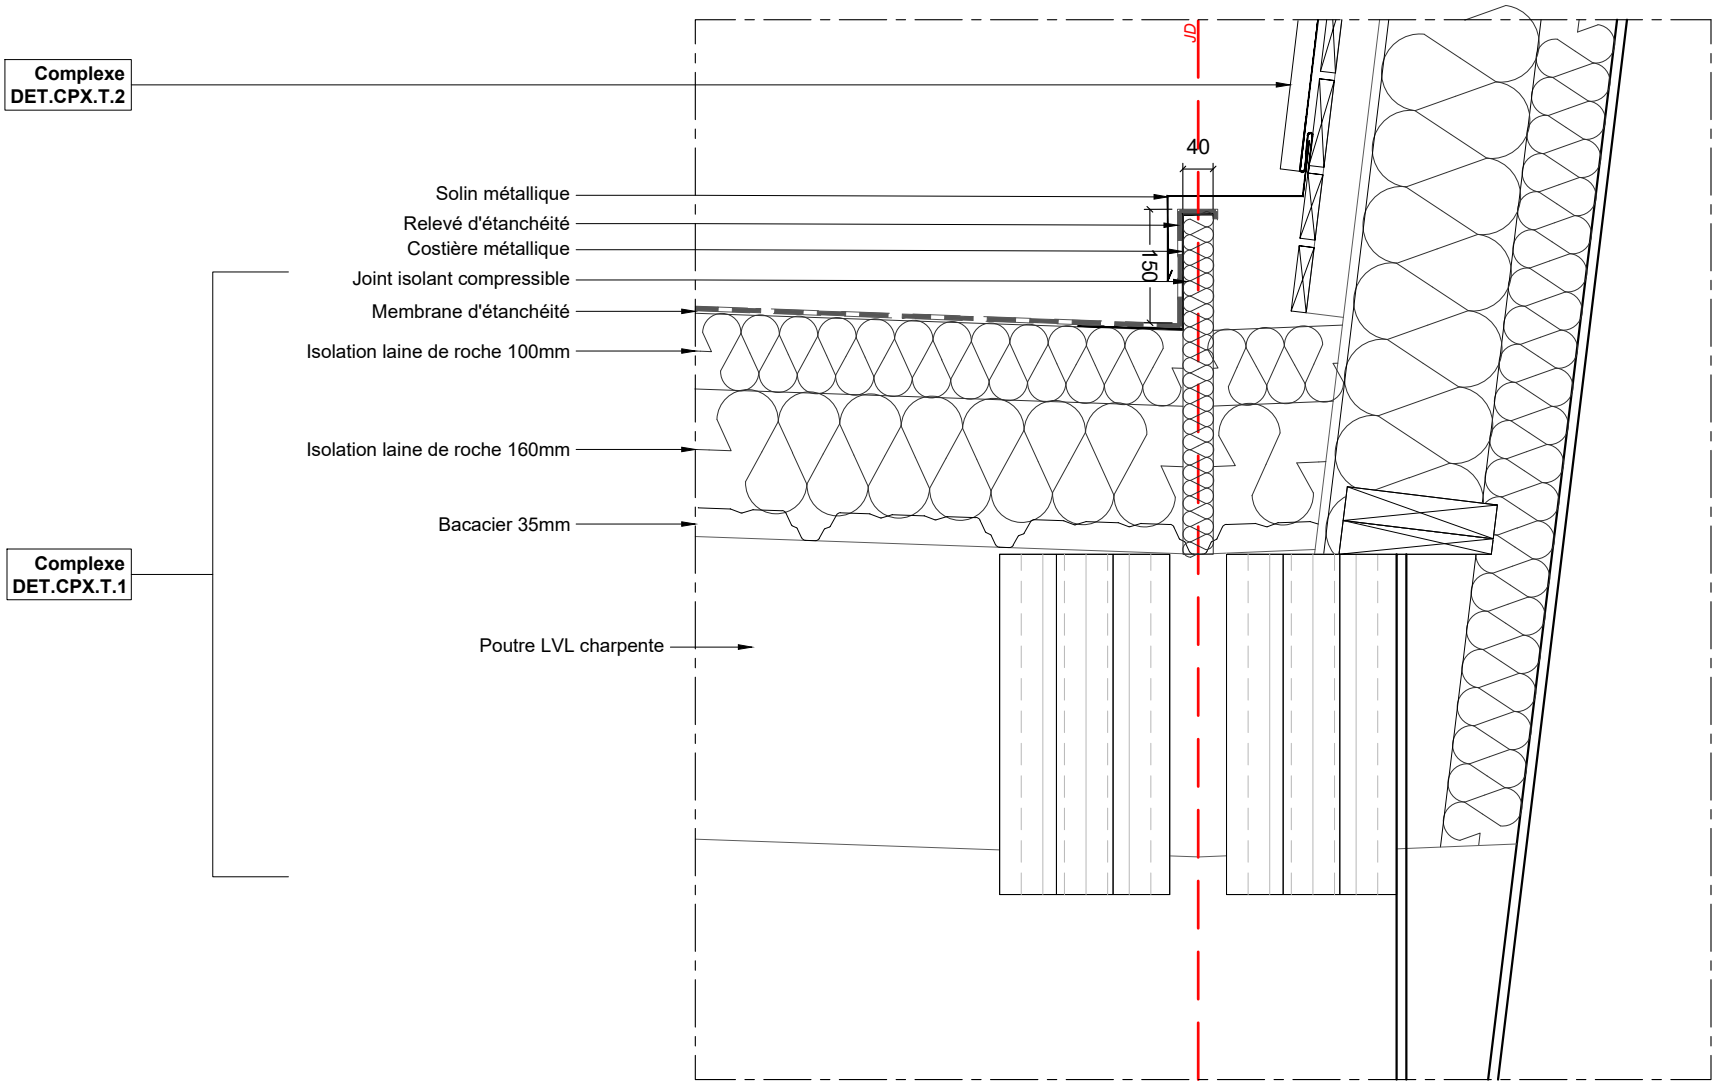 JD
Complexe
DET.CPX.T.2
40
Solin métallique
Relevé d'étanchéité
Costière métallique
150
Joint isolant compressible
Membrane d'étanchéité
Isolation laine de roche 100mm
Isolation laine de roche 160mm
Bacacier 35mm
Complexe
DET.CPX.T.1
Poutre LVL charpente